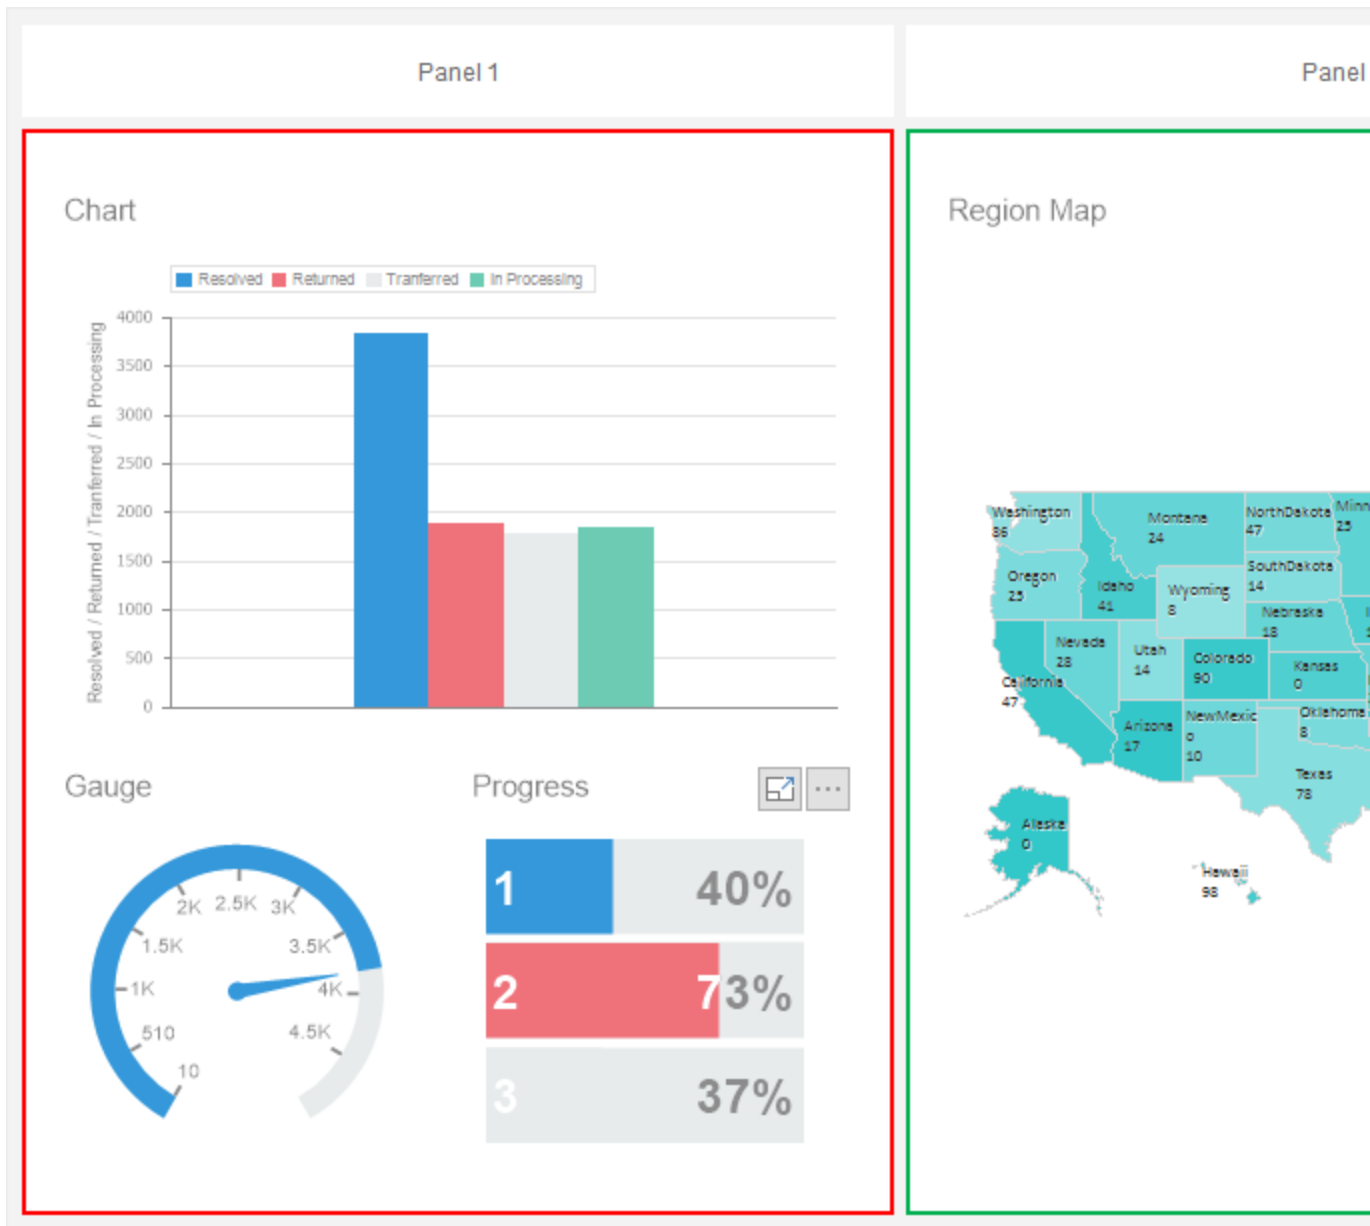 Panel 1
Panel
Chart
Region Map
Resolved Returned Tranferred In Processing
Resolved / Returned / Tranferred / In Processing
4000
3500
3000
2500
2000
1500
1000
500
0
Washington
86
Montana
24
NorthDakota
47
Minn
25
Oregon
25
Idaho
41
Wyoming
8
SouthDakota
14
Nebraska
18
Nevada
28
Utah
14
Colorado
90
Kansas
0
California
47
Arizona
17
NewMexic
o
10
Oklahoma
8
Texas
78
Alaska
0
Hawaii
98
Gauge
10
510
1K
1.5K
2K
2.5K
3K
3.5K
4K
4.5K
Progress
...
1 40%
2 73%
3 37%